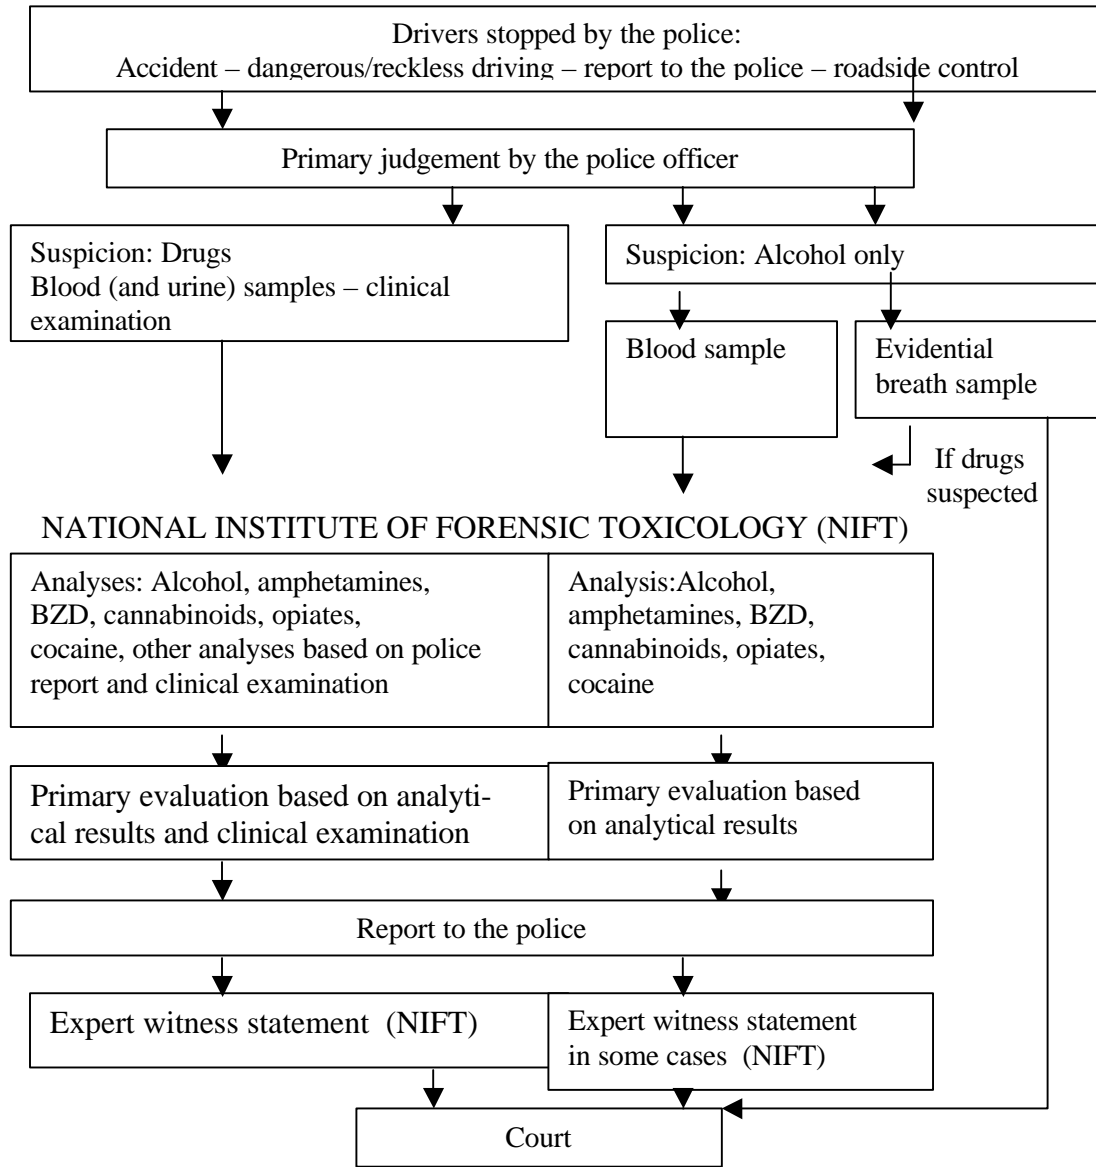 Drivers stopped by the police:
Accident – dangerous/reckless driving – report to the police – roadside control
Primary judgement by the police officer
Suspicion: Drugs
Blood (and urine) samples – clinical
examination
Suspicion: Alcohol only
Blood sample
Evidential
breath sample
If drugs
suspected
NATIONAL INSTITUTE OF FORENSIC TOXICOLOGY (NIFT)
Analyses: Alcohol, amphetamines,
BZD, cannabinoids, opiates,
cocaine, other analyses based on police
report and clinical examination
Analysis:Alcohol,
amphetamines, BZD,
cannabinoids, opiates,
cocaine
Primary evaluation based on analyti-
cal results and clinical examination
Primary evaluation based
on analytical results
Report to the police
Expert witness statement (NIFT)
Expert witness statement
in some cases (NIFT)
Court